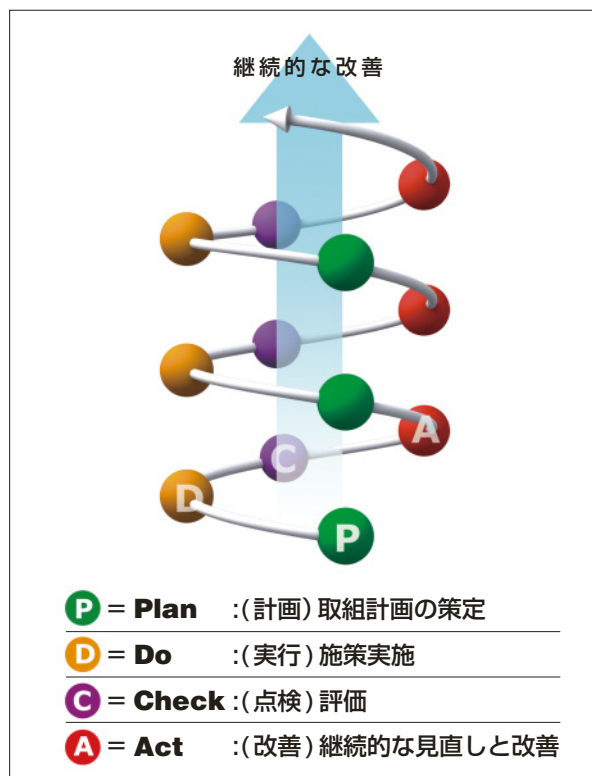 継続的な改善
A
C
D
P
P = Plan :(計画)取組計画の策定
D = Do :(実行)施策実施
C = Check :(点検)評価
A = Act :(改善)継続的な見直しと改善